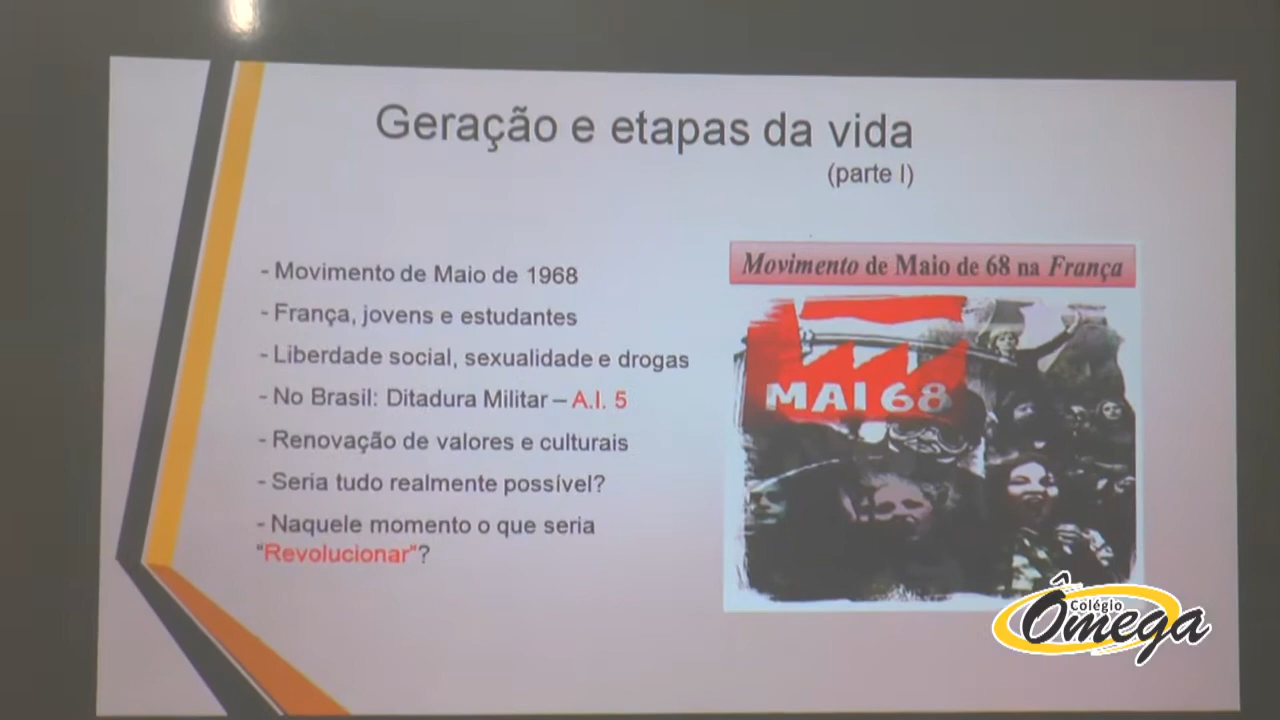 Geração e etapas da vida
(parte I)
- Movimento de Maio de 1968
- França, jovens e estudantes
- Liberdade social, sexualidade e drogas
- No Brasil: Ditadura Militar – A.I. 5
- Renovação de valores e culturais
- Seria tudo realmente possível?
- Naquele momento o que seria
"Revolucionar"?
Movimento de Maio de 68 na França
MAI 68
Colégio
Ômega